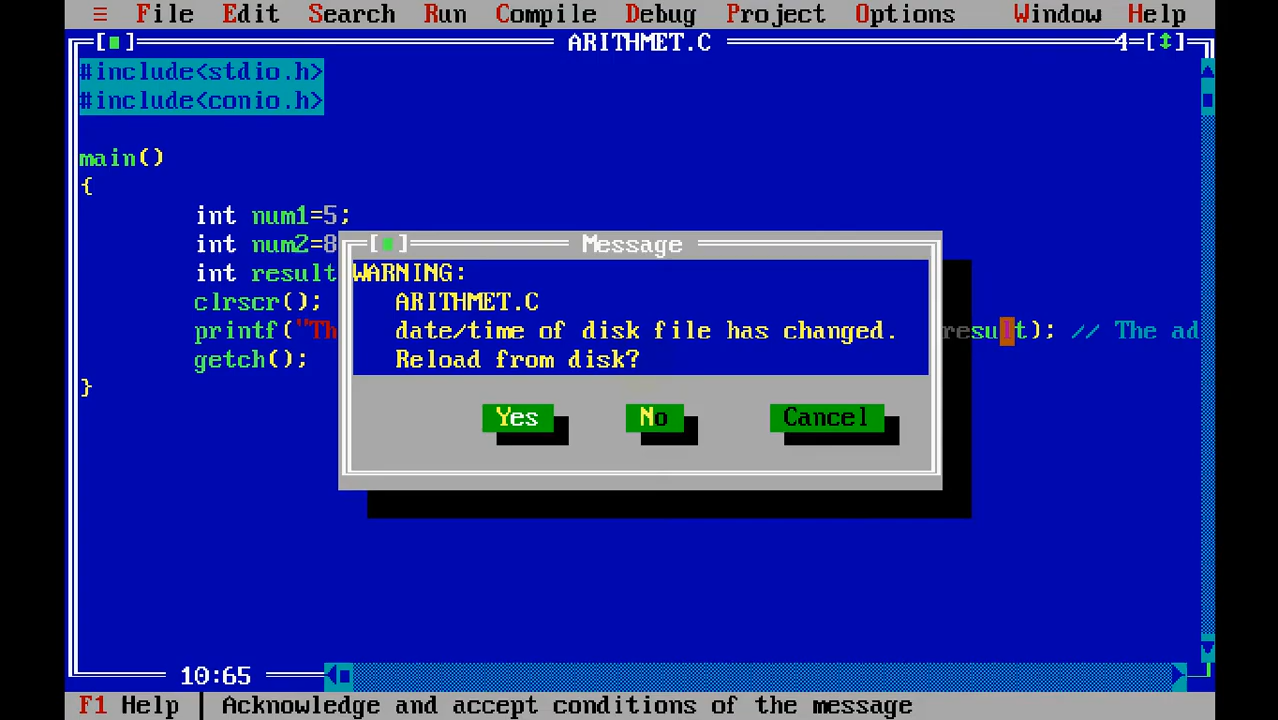 ≡ File Edit Search Run Compile Debug Project Options Window Help
[■] ARITHMET.C 4=[↕]
#include<stdio.h>
#include<conio.h>
main()
{
int num1=5;
int num2=8
int result
clrscr();
printf("Th result); // The ad
getch();
}
[■] Message
WARNING:
ARITHMET.C
date/time of disk file has changed.
Reload from disk?
Yes No Cancel
10:65
F1 Help │ Acknowledge and accept conditions of the message